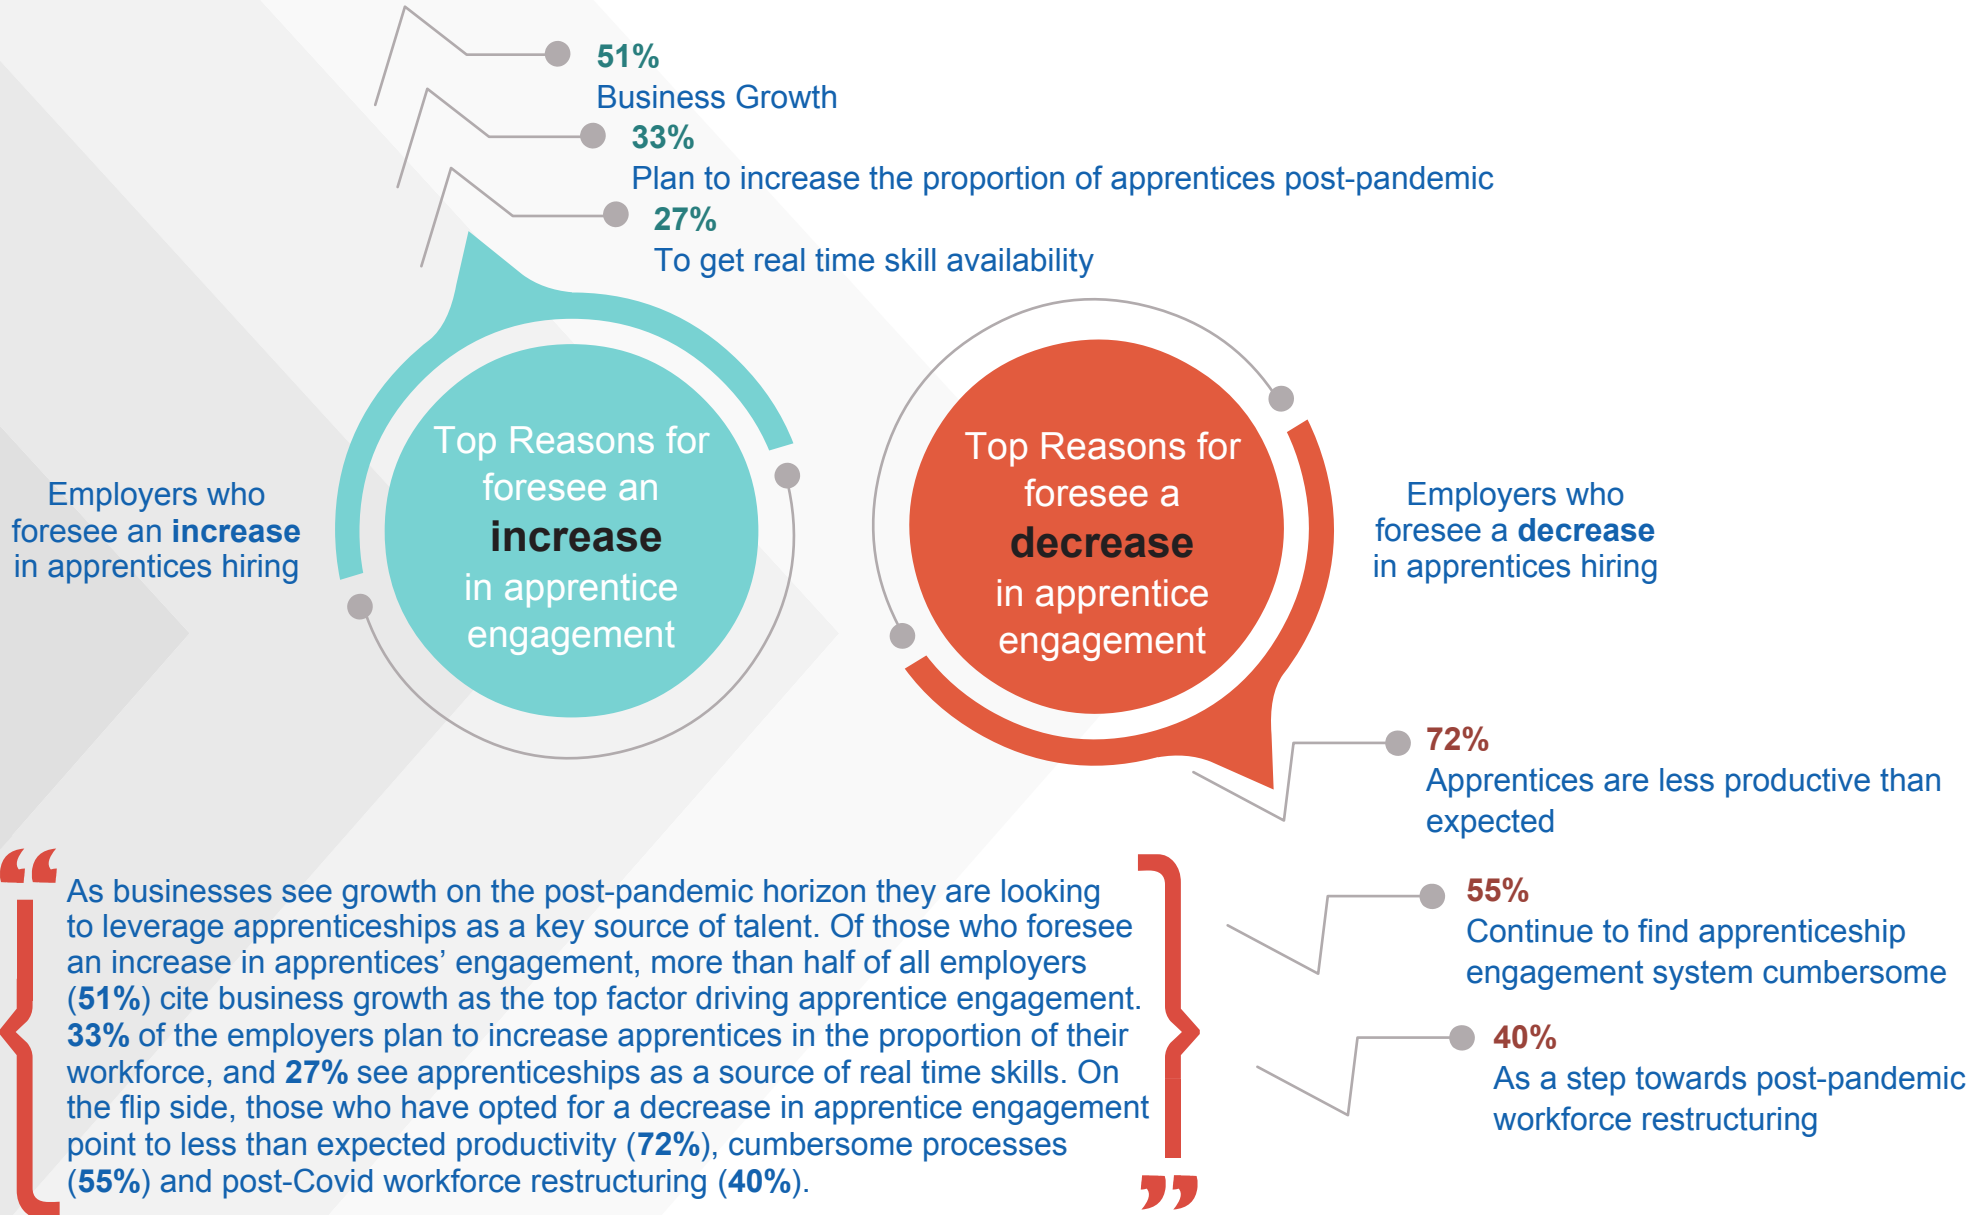 51%
Business Growth
33%
Plan to increase the proportion of apprentices post-pandemic
27%
To get real time skill availability
Employers who
foresee an increase
in apprentices hiring
Top Reasons for
foresee an
increase
in apprentice
engagement
Top Reasons for
foresee a
decrease
in apprentice
engagement
Employers who
foresee a decrease
in apprentices hiring
72%
Apprentices are less productive than
expected
55%
Continue to find apprenticeship
engagement system cumbersome
40%
As a step towards post-pandemic
workforce restructuring
“
As businesses see growth on the post-pandemic horizon they are looking
to leverage apprenticeships as a key source of talent. Of those who foresee
an increase in apprentices’ engagement, more than half of all employers
(51%) cite business growth as the top factor driving apprentice engagement.
33% of the employers plan to increase apprentices in the proportion of their
workforce, and 27% see apprenticeships as a source of real time skills. On
the flip side, those who have opted for a decrease in apprentice engagement
point to less than expected productivity (72%), cumbersome processes
(55%) and post-Covid workforce restructuring (40%).
”